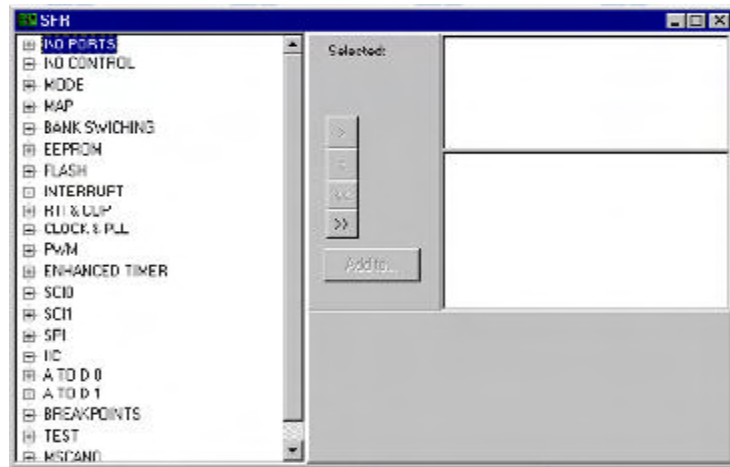 SFR
I/O PORTS
I/O CONTROL
MODE
MAP
BANK SWICHING
EEPROM
FLASH
INTERRUPT
RTI & COP
CLOCK & PLL
PWM
ENHANCED TIMER
SCI0
SCI1
SPI
IIC
A TO D 0
A TO D 1
BREAKPOINTS
TEST
MSCAN0
Selected:
>
<
<<
>>
Add to...